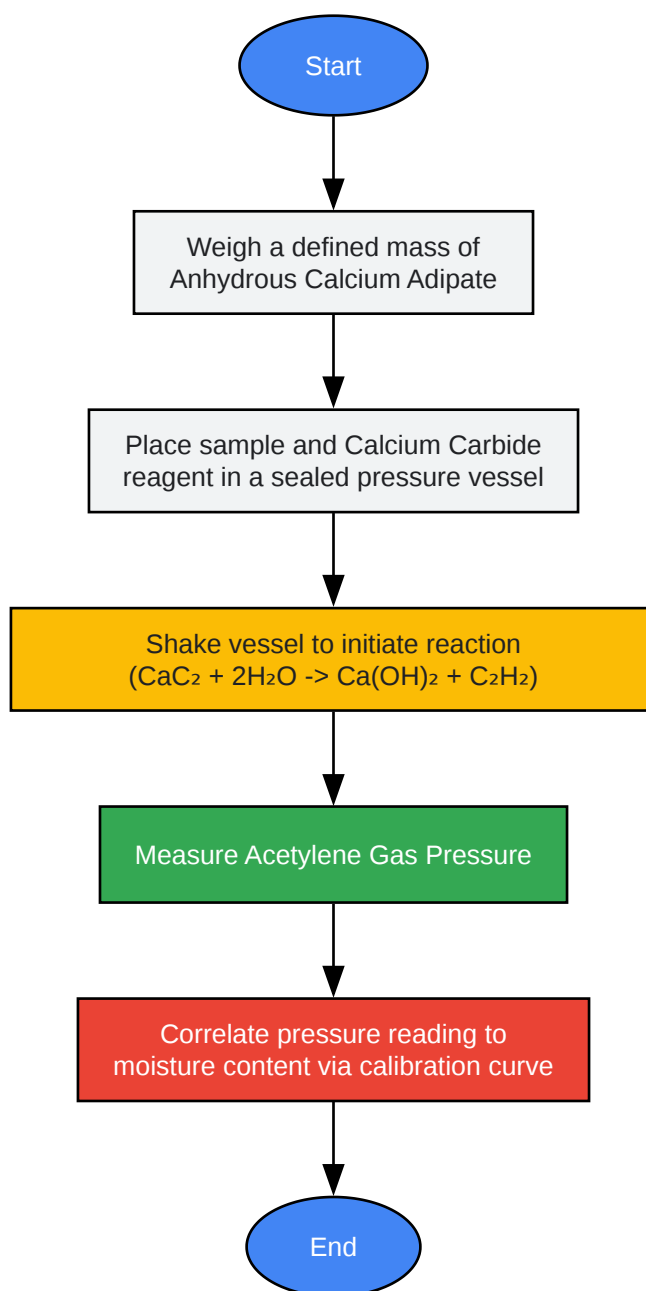 Start
Weigh a defined mass of
Anhydrous Calcium Adipate
Place sample and Calcium Carbide
reagent in a sealed pressure vessel
Shake vessel to initiate reaction
(CaC₂ + 2H₂O -> Ca(OH)₂ + C₂H₂)
Measure Acetylene Gas Pressure
Correlate pressure reading to
moisture content via calibration curve
End